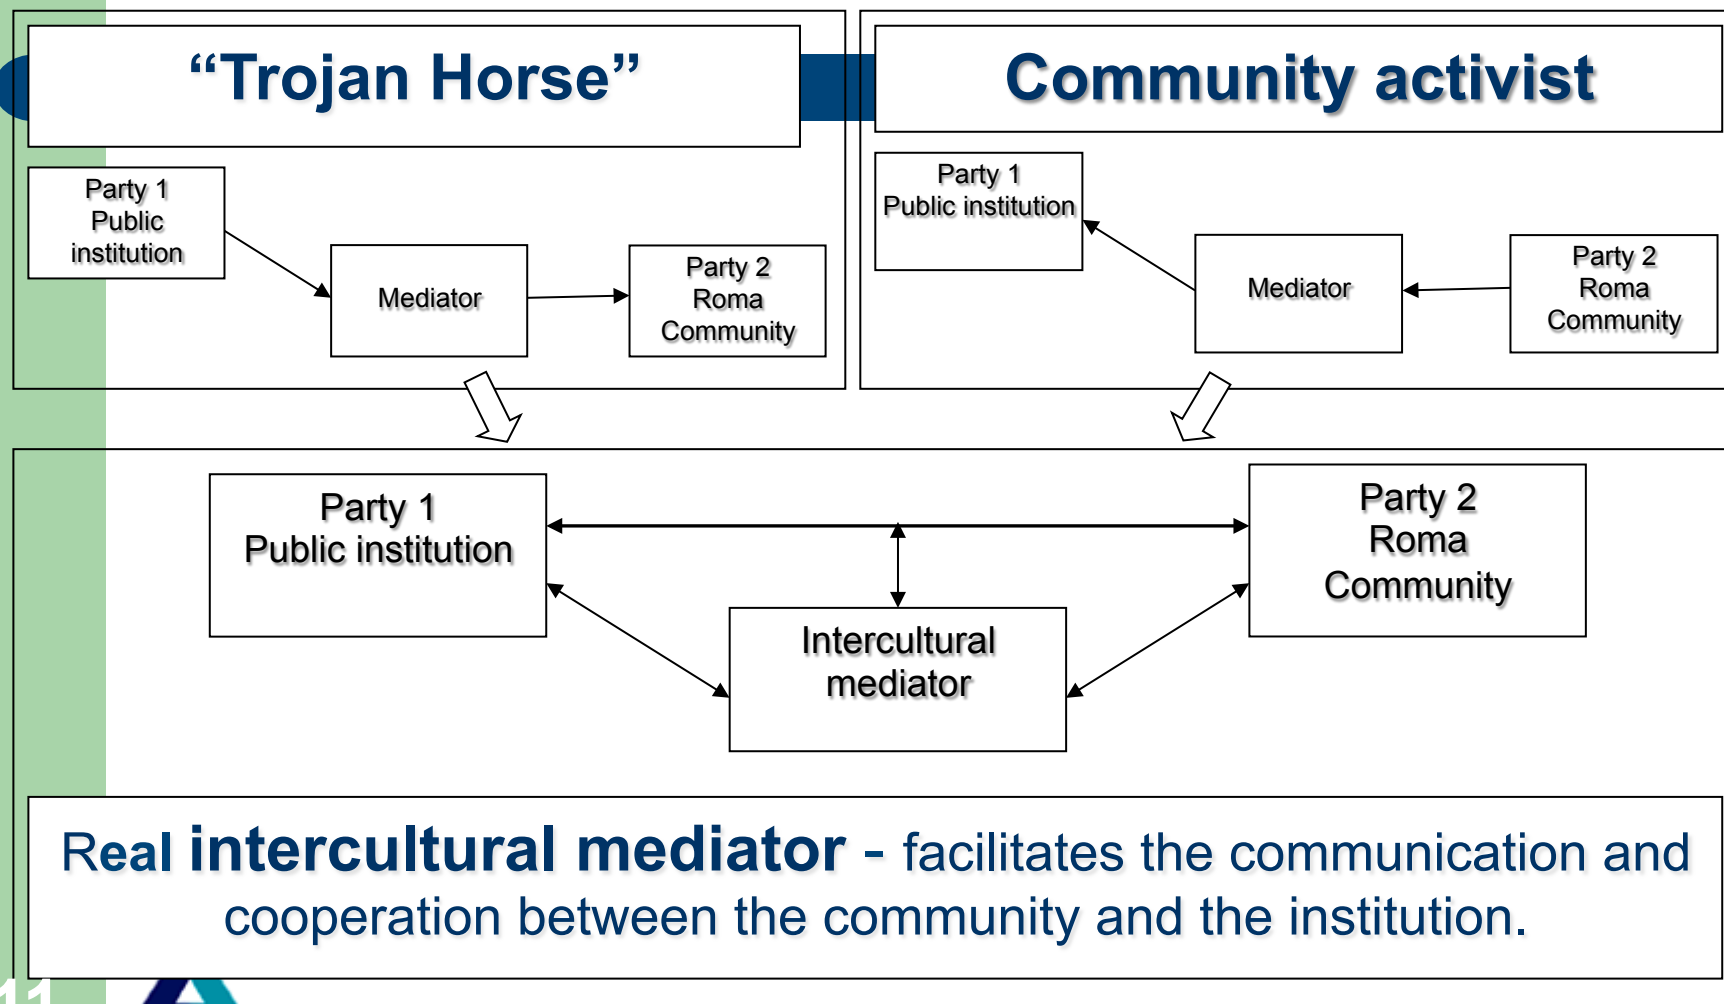 “Trojan Horse”
Party 1
Public
institution
Mediator
Party 2
Roma
Community
Community activist
Party 1
Public institution
Mediator
Party 2
Roma
Community
Party 1
Public institution
Intercultural
mediator
Party 2
Roma
Community
Real intercultural mediator - facilitates the communication and
cooperation between the community and the institution.
11